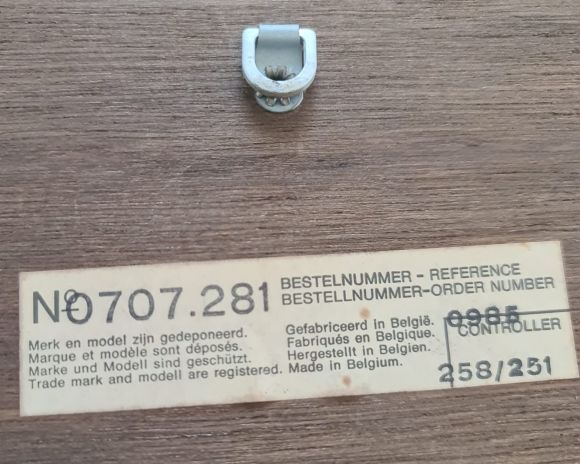 Nº0707.281
BESTELNUMMER - REFERENCE
BESTELLNUMMER-ORDER NUMBER
Merk en model zijn gedeponeerd.
Marque et modèle sont déposés.
Marke und Modell sind geschützt.
Trade mark and model are registered.
Gefabriceerd in België.
Fabriqués en Belgique.
Hergestellt in Belgien.
Made in Belgium.
0985
CONTROLLER
258/251